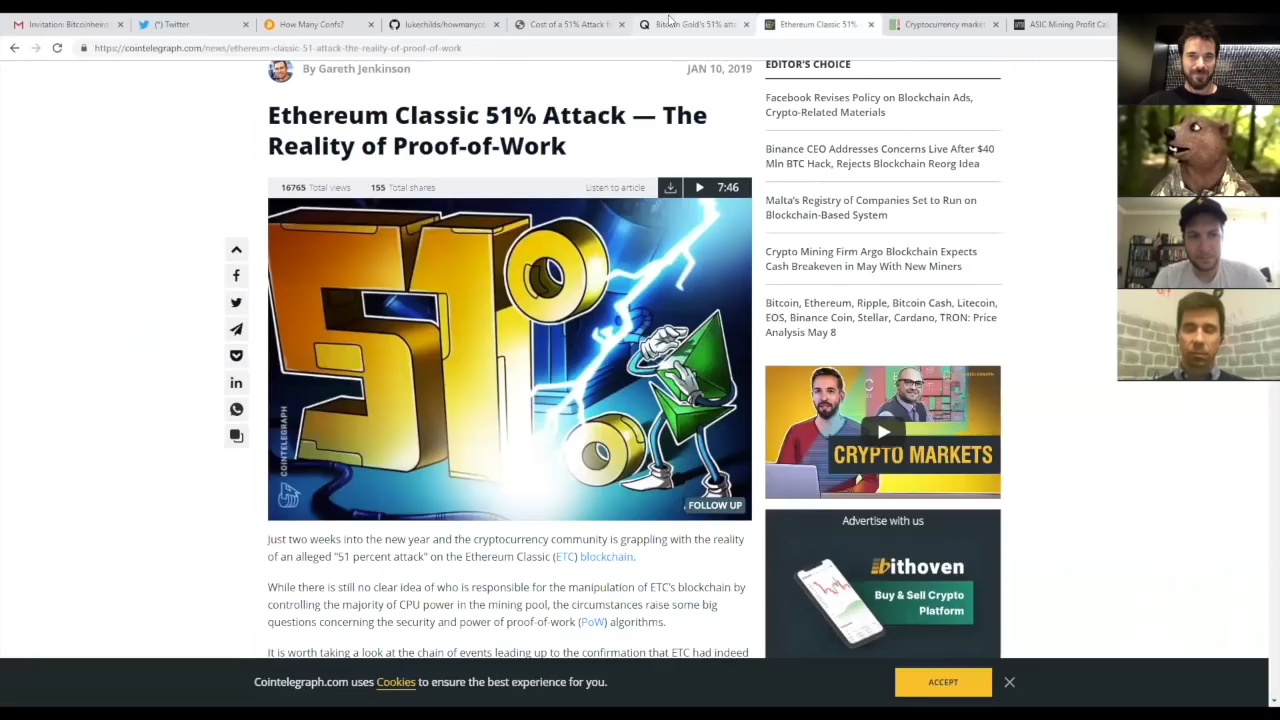 Invitation: Bitcoinheiro
(*) Twitter
How Many Confs?
lukechilds/howmanyc
Cost of a 51% Attack f
Bitcoin Gold's 51% att
Ethereum Classic 51%
Cryptocurrency market
ASIC Mining Profit Ca
https://cointelegraph.com/news/ethereum-classic-51-attack-the-reality-of-proof-of-work
By Gareth Jenkinson
JAN 10, 2019
Ethereum Classic 51% Attack — The
Reality of Proof-of-Work
16765 Total views
155 Total shares
Listen to article
7:46
51%
COINTELEGRAPH
FOLLOW UP
Just two weeks into the new year and the cryptocurrency community is grappling with the reality
of an alleged “51 percent attack” on the Ethereum Classic (ETC) blockchain.
While there is still no clear idea of who is responsible for the manipulation of ETC’s blockchain by
controlling the majority of CPU power in the mining pool, the circumstances raise some big
questions concerning the security and power of proof-of-work (PoW) algorithms.
It is worth taking a look at the chain of events leading up to the confirmation that ETC had indeed
EDITOR'S CHOICE
Facebook Revises Policy on Blockchain Ads,
Crypto-Related Materials
Binance CEO Addresses Concerns Live After $40
Mln BTC Hack, Rejects Blockchain Reorg Idea
Malta's Registry of Companies Set to Run on
Blockchain-Based System
Crypto Mining Firm Argo Blockchain Expects
Cash Breakeven in May With New Miners
Bitcoin, Ethereum, Ripple, Bitcoin Cash, Litecoin,
EOS, Binance Coin, Stellar, Cardano, TRON: Price
Analysis May 8
CRYPTO MARKETS
Advertise with us
bithoven
Buy & Sell Crypto
Platform
Cointelegraph.com uses Cookies to ensure the best experience for you.
ACCEPT